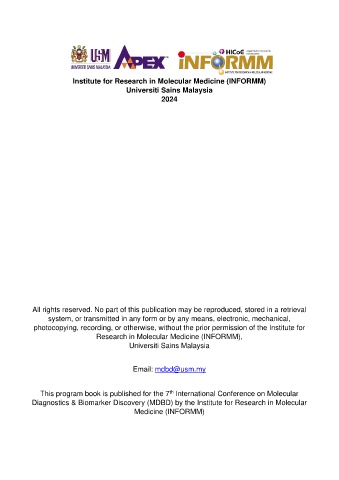 USM APEX™ HICoE
UNIVERSITI SAINS MALAYSIA INFORMM
Institute for Research in Molecular Medicine (INFORMM)
Universiti Sains Malaysia
2024
All rights reserved. No part of this publication may be reproduced, stored in a retrieval
system, or transmitted in any form or by any means, electronic, mechanical,
photocopying, recording, or otherwise, without the prior permission of the Institute for
Research in Molecular Medicine (INFORMM),
Universiti Sains Malaysia
Email: mdbd@usm.my
This program book is published for the 7th International Conference on Molecular
Diagnostics & Biomarker Discovery (MDBD) by the Institute for Research in Molecular
Medicine (INFORMM)